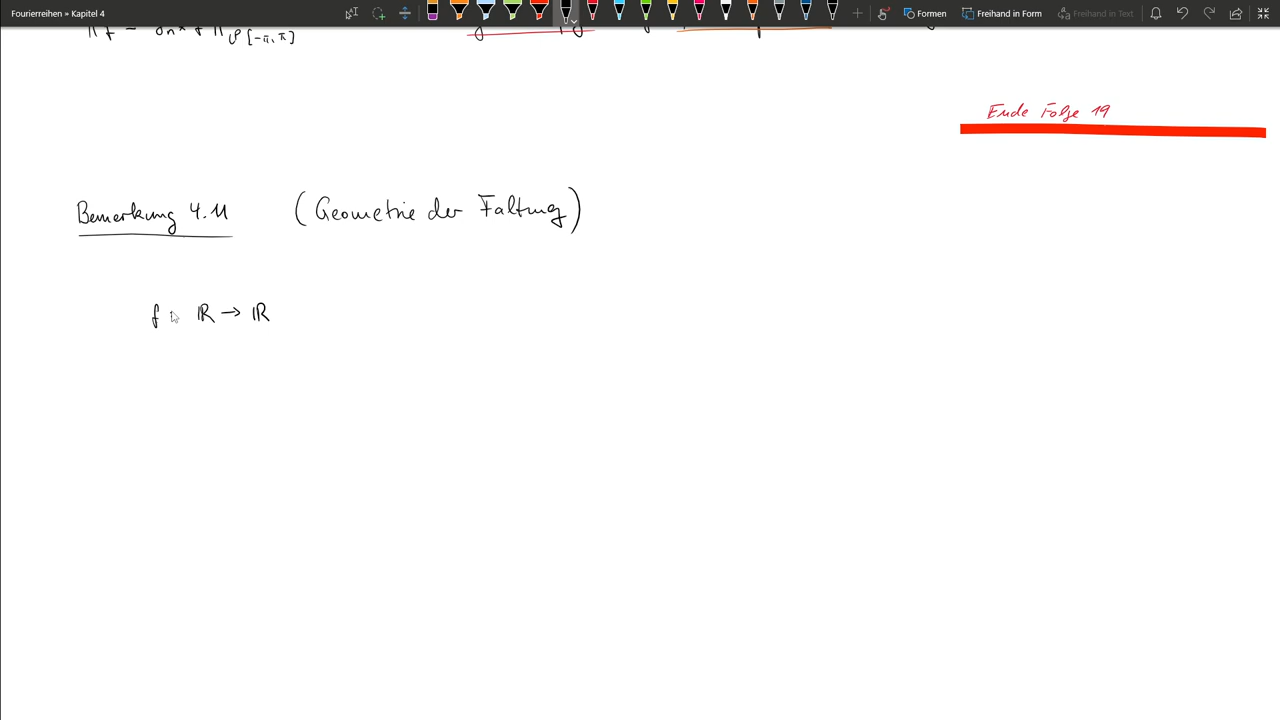 Fourierreihen » Kapitel 4
Formen
Freihand in Form
Freihand in Text
[-π, π]
Ende Folge 19
Bemerkung 4.11 (Geometrie der Faltung)
f : ℝ → ℝ